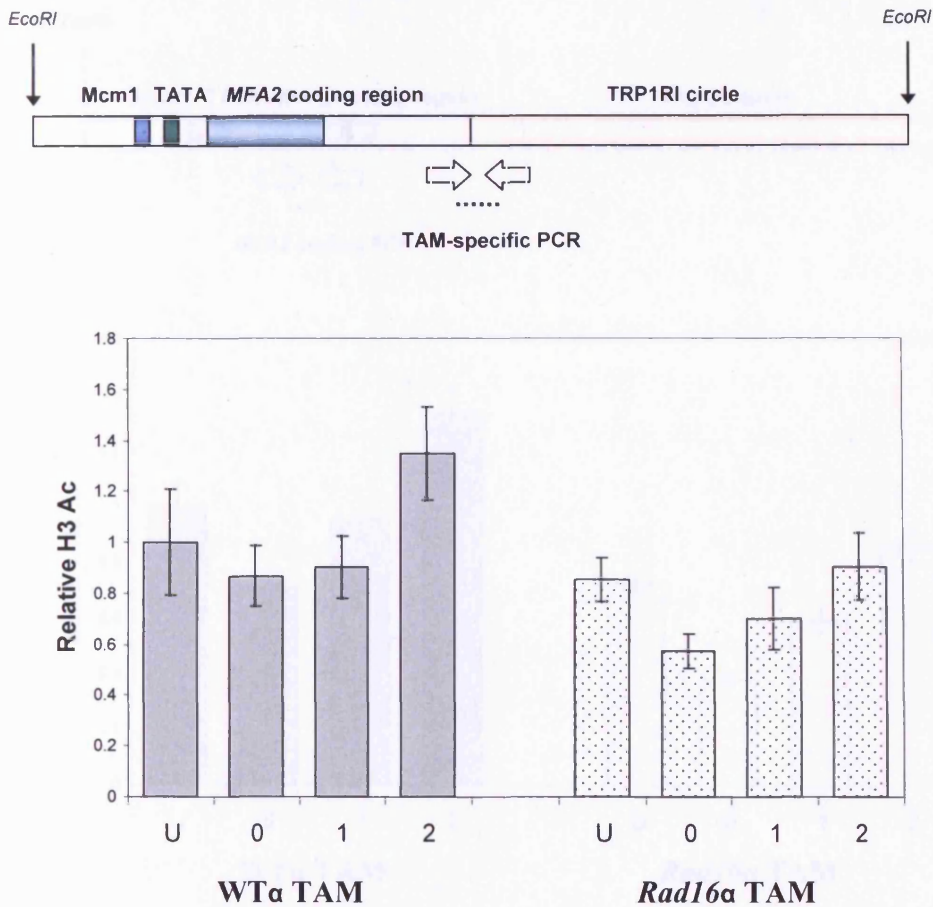 EcoRI EcoRI
Mcm1 TATA MFA2 coding region TRP1RI circle
TAM-specific PCR
Relative H3 Ac
1.8
1.6
1.4
1.2
1
0.8
0.6
0.4
0.2
0
U 0 1 2 U 0 1 2
WTα TAM Rad16α TAM